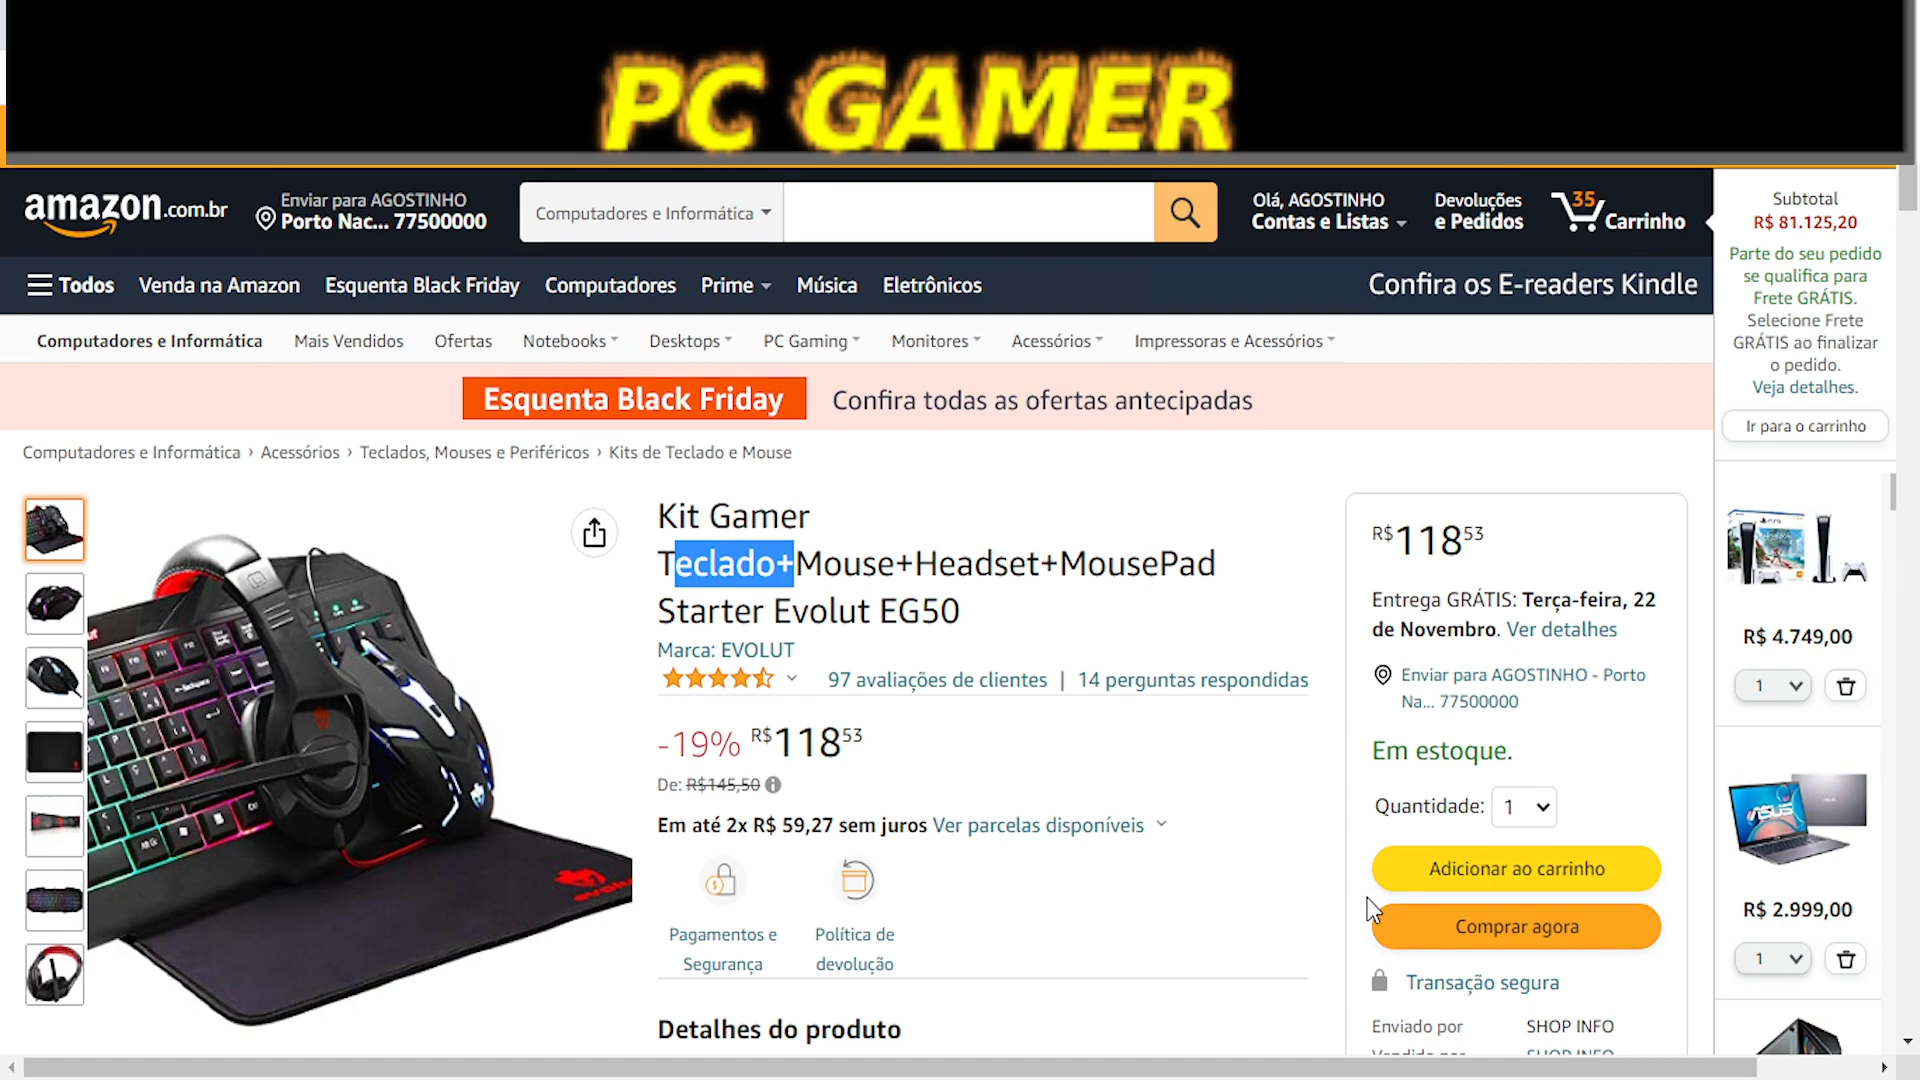 PC GAMER
amazon.com.br
Enviar para AGOSTINHO
Porto Nac... 77500000
Computadores e Informática
Olá, AGOSTINHO
Contas e Listas
Devoluções
e Pedidos
35
Carrinho
Subtotal
R$ 81.125,20
Parte do seu pedido
se qualifica para
Frete GRÁTIS.
Selecione Frete
GRÁTIS ao finalizar
o pedido.
Veja detalhes.
Ir para o carrinho
Todos
Venda na Amazon
Esquenta Black Friday
Computadores
Prime
Música
Eletrônicos
Confira os E-readers Kindle
Computadores e Informática
Mais Vendidos
Ofertas
Notebooks
Desktops
PC Gaming
Monitores
Acessórios
Impressoras e Acessórios
Esquenta Black Friday
Confira todas as ofertas antecipadas
Computadores e Informática › Acessórios › Teclados, Mouses e Periféricos › Kits de Teclado e Mouse
Kit Gamer
Teclado+Mouse+Headset+MousePad
Starter Evolut EG50
Marca: EVOLUT
97 avaliações de clientes | 14 perguntas respondidas
-19% R$118 53
De: R$145,50
Em até 2x R$ 59,27 sem juros Ver parcelas disponíveis
Pagamentos e
Segurança
Política de
devolução
Detalhes do produto
R$118 53
Entrega GRÁTIS: Terça-feira, 22
de Novembro. Ver detalhes
Enviar para AGOSTINHO - Porto
Na... 77500000
Em estoque.
Quantidade: 1
Adicionar ao carrinho
Comprar agora
Transação segura
Enviado por SHOP INFO
R$ 4.749,00
1
ASUS
R$ 2.999,00
1